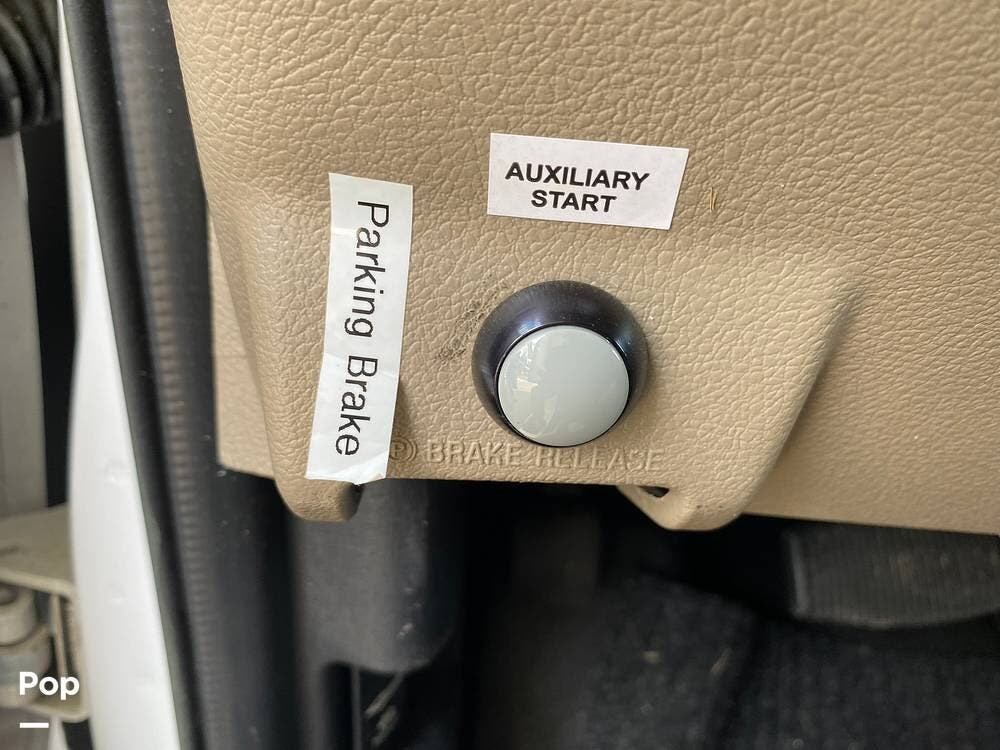 AUXILIARY
START
Parking Brake
(P) BRAKE RELEASE
Pop